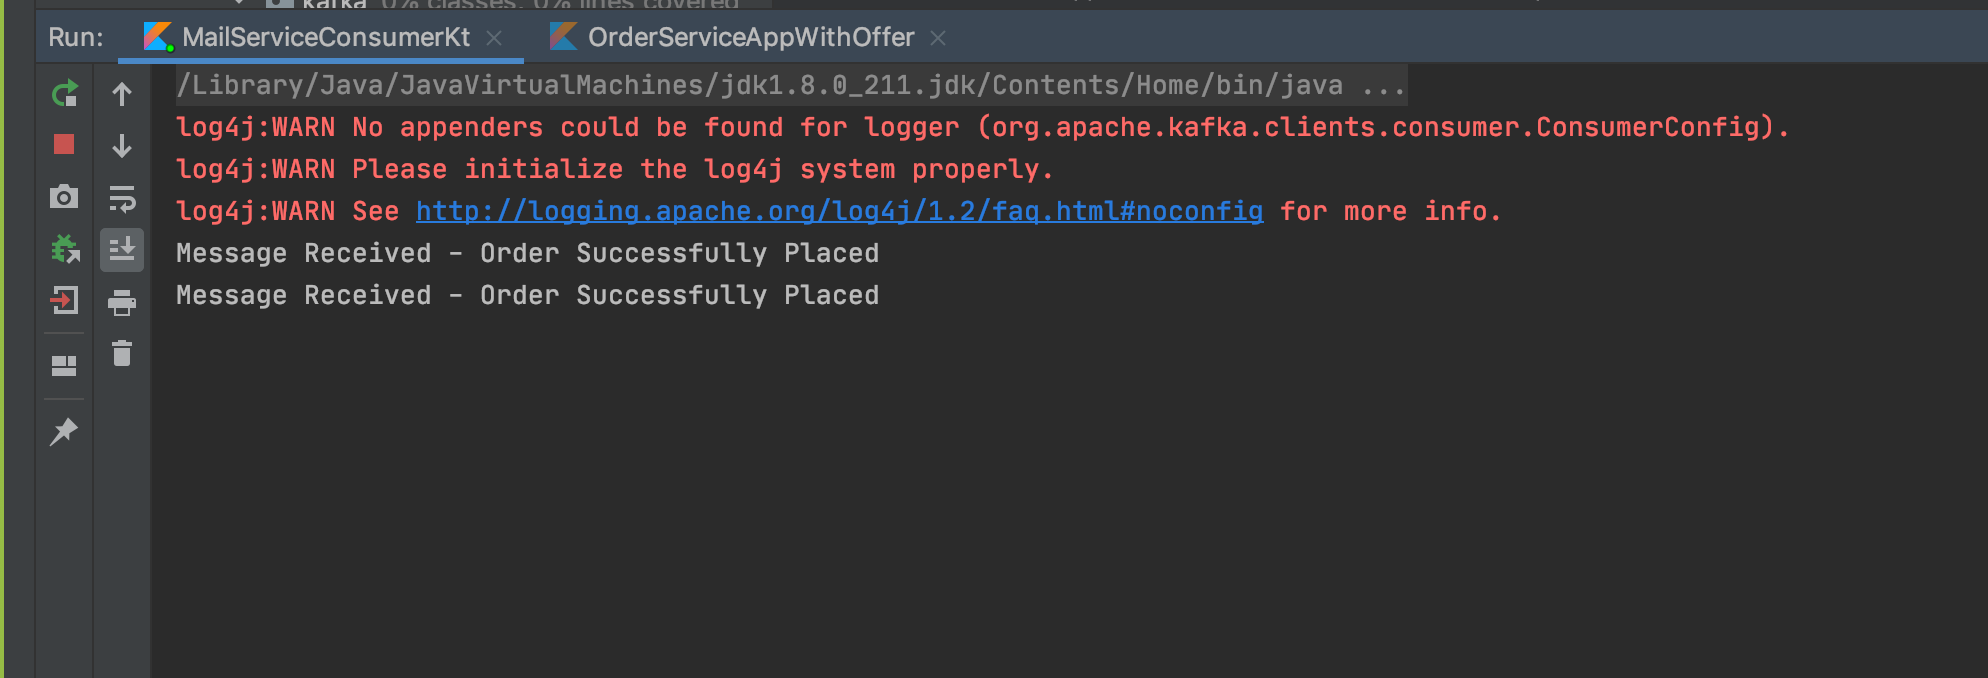 kafka 0% classes, 0% lines covered
Run: MailServiceConsumerKt OrderServiceAppWithOffer
/Library/Java/JavaVirtualMachines/jdk1.8.0_211.jdk/Contents/Home/bin/java ...
log4j:WARN No appenders could be found for logger (org.apache.kafka.clients.consumer.ConsumerConfig).
log4j:WARN Please initialize the log4j system properly.
log4j:WARN See http://logging.apache.org/log4j/1.2/faq.html#noconfig for more info.
Message Received - Order Successfully Placed
Message Received - Order Successfully Placed